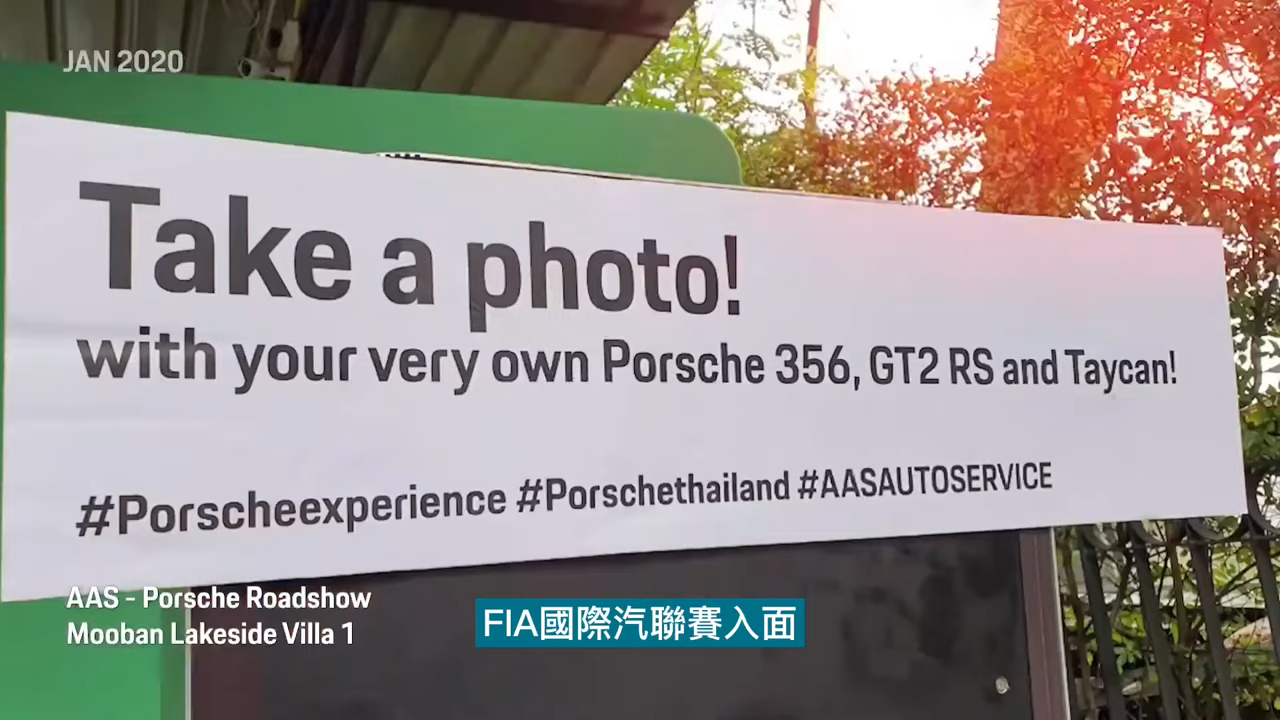 JAN 2020
Take a photo!
with your very own Porsche 356, GT2 RS and Taycan!
#Porscheexperience #Porschethailand #AASAUTOSERVICE
AAS - Porsche Roadshow
Mooban Lakeside Villa 1
FIA國際汽聯賽入面